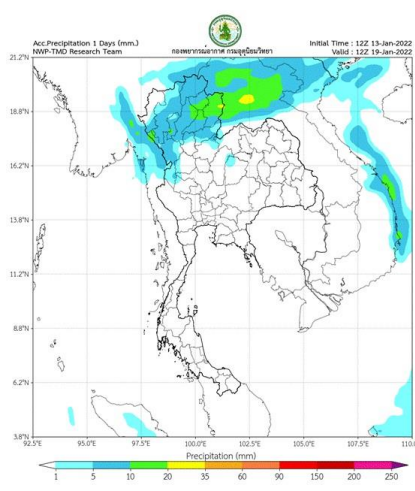 Acc.Precipitation 1 Days (mm.)
NWP-TMD Research Team
กองพยากรณ์อากาศ กรมอุตุนิยมวิทยา
Initial Time : 12Z 13-Jan-2022
Valid : 12Z 19-Jan-2022
21.2°N
18.8°N
16.2°N
13.8°N
11.2°N
8.8°N
6.2°N
3.8°N
92.5°E 95.0°E 97.5°E 100.0°E 102.5°E 105.0°E 107.5°E 110.0
Precipitation (mm)
1 5 10 20 35 60 90 150 200 250